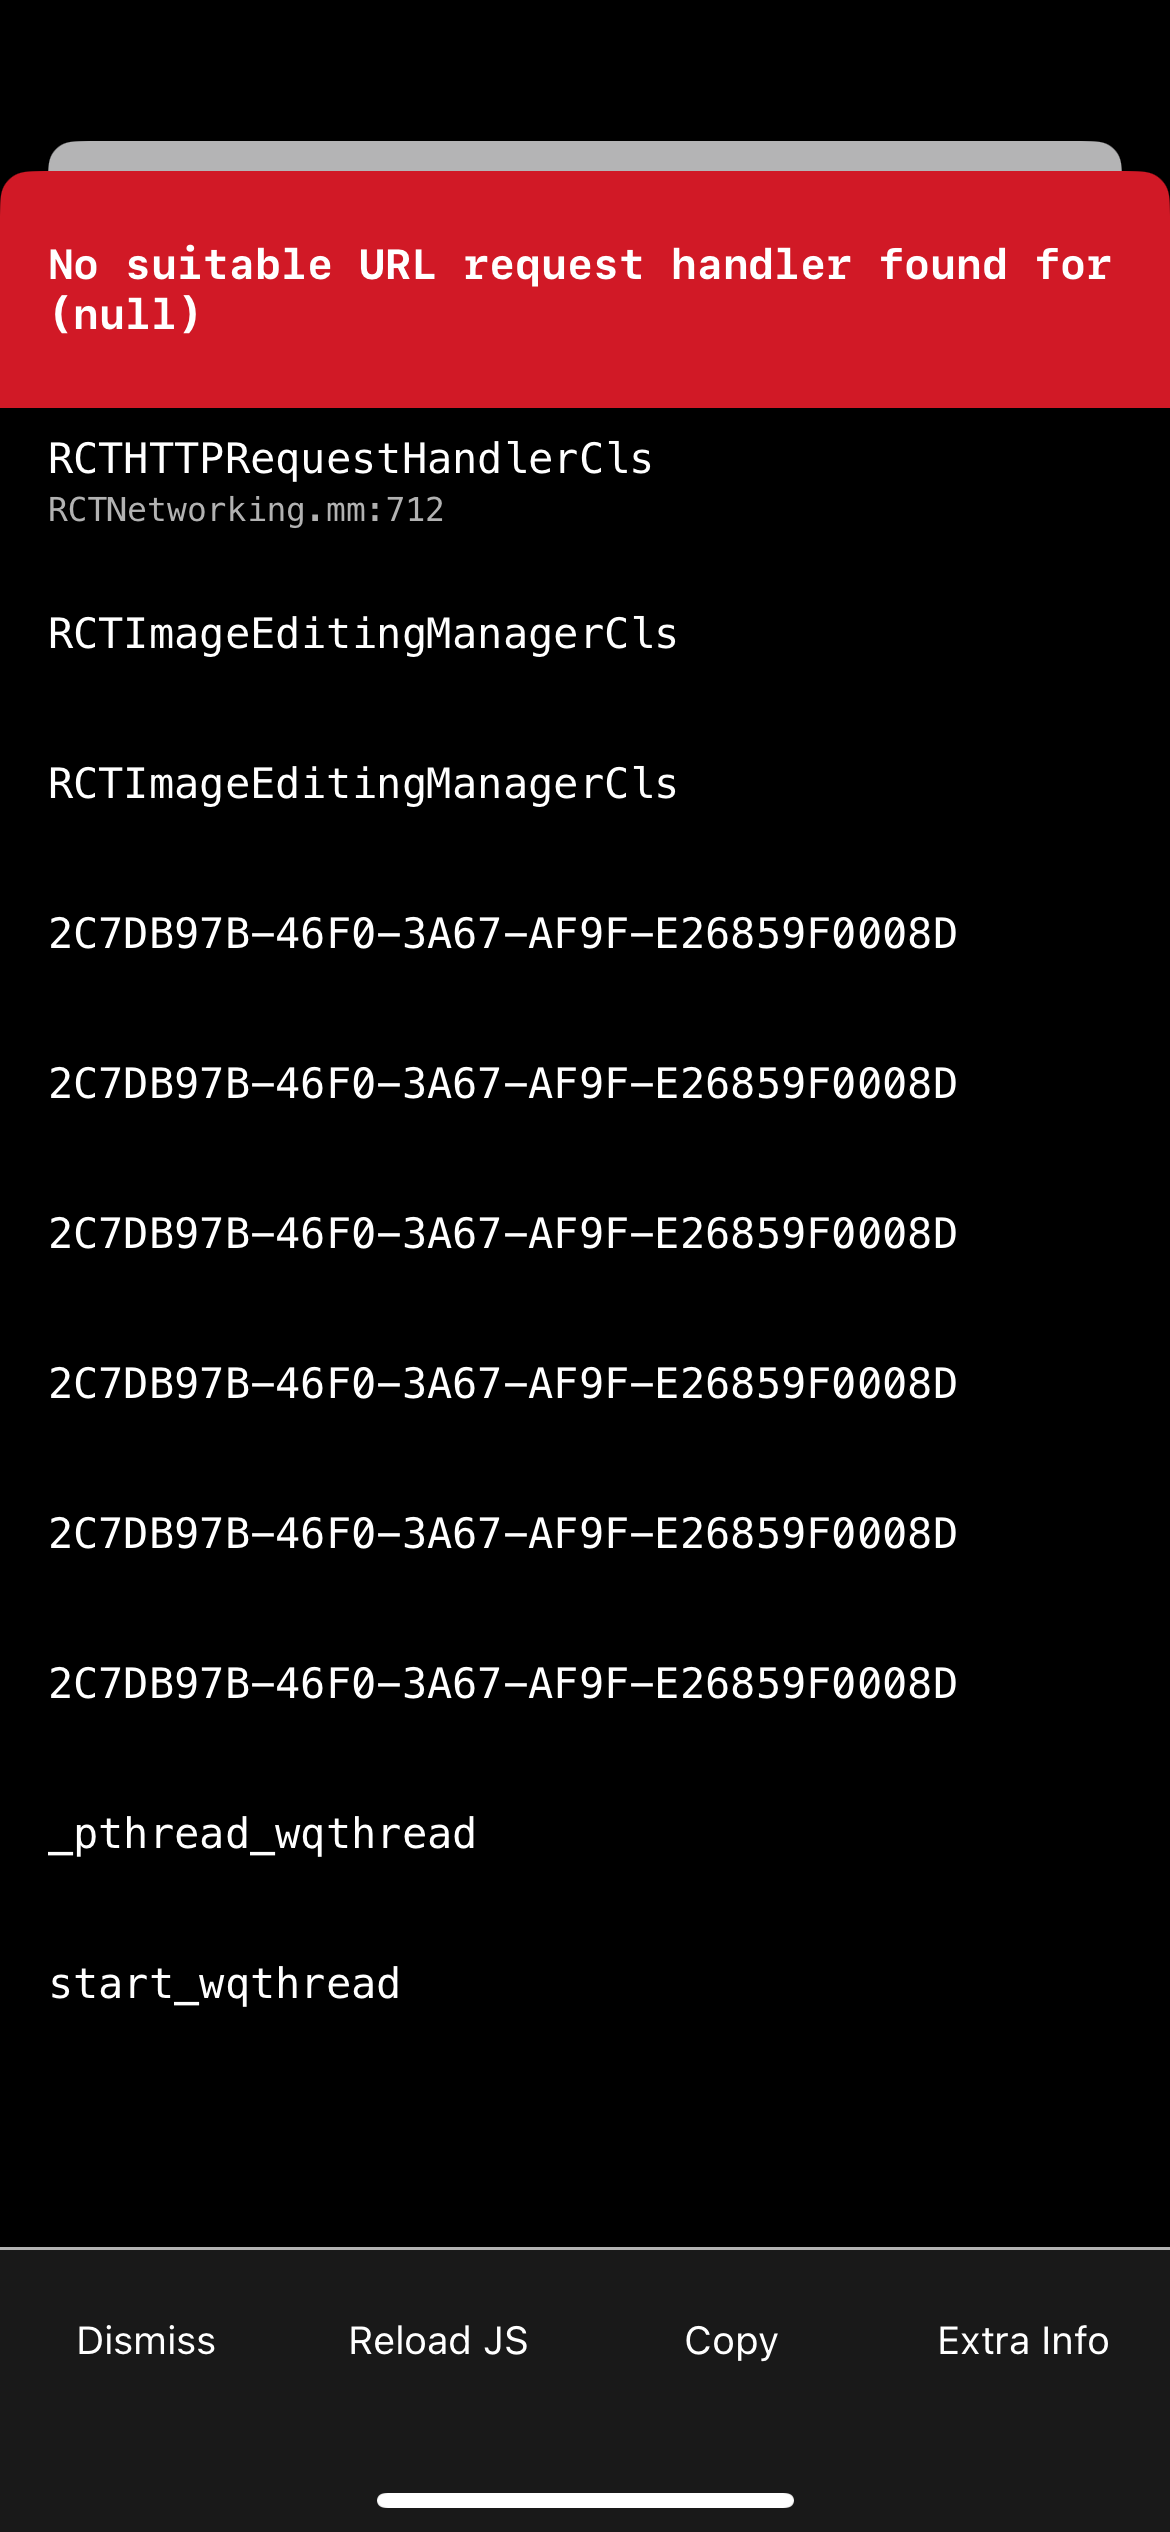 No suitable URL request handler found for
(null)
RCTHTTPRequestHandlerCls
RCTNetworking.mm:712
RCTImageEditingManagerCls
RCTImageEditingManagerCls
2C7DB97B-46F0-3A67-AF9F-E26859F0008D
2C7DB97B-46F0-3A67-AF9F-E26859F0008D
2C7DB97B-46F0-3A67-AF9F-E26859F0008D
2C7DB97B-46F0-3A67-AF9F-E26859F0008D
2C7DB97B-46F0-3A67-AF9F-E26859F0008D
2C7DB97B-46F0-3A67-AF9F-E26859F0008D
_pthread_wqthread
start_wqthread
Dismiss Reload JS Copy Extra Info